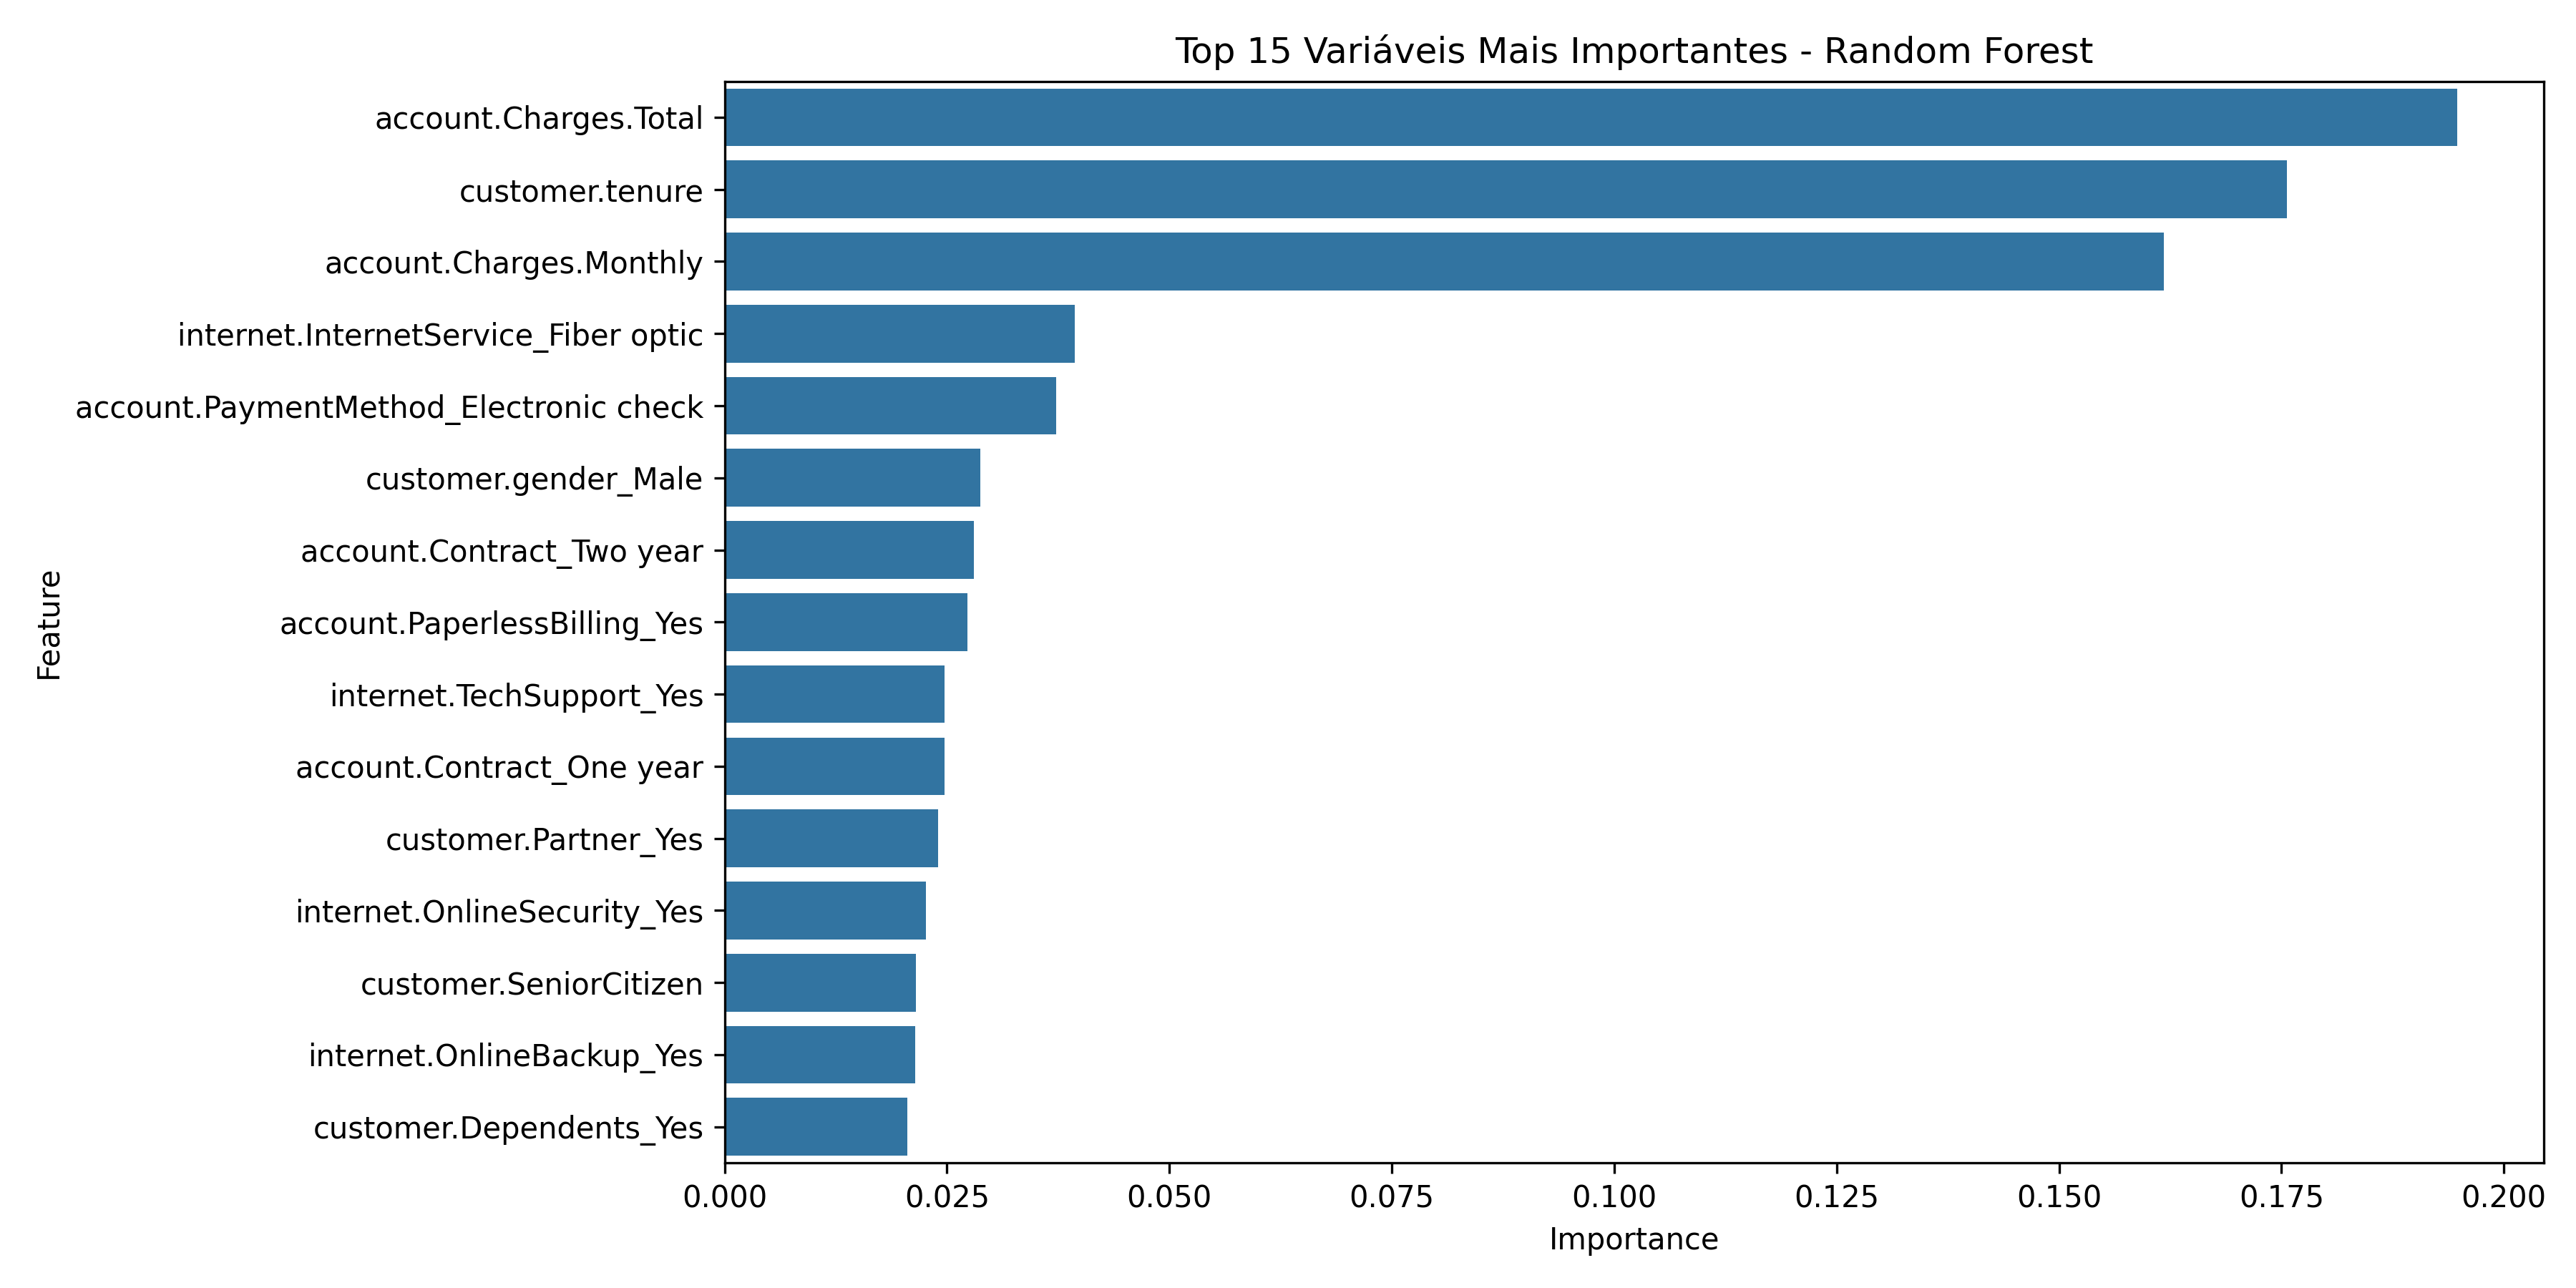 Top 15 Variáveis Mais Importantes - Random Forest
account.Charges.Total
customer.tenure
account.Charges.Monthly
internet.InternetService_Fiber optic
account.PaymentMethod_Electronic check
customer.gender_Male
account.Contract_Two year
account.PaperlessBilling_Yes
internet.TechSupport_Yes
account.Contract_One year
customer.Partner_Yes
internet.OnlineSecurity_Yes
customer.SeniorCitizen
internet.OnlineBackup_Yes
customer.Dependents_Yes
Feature
0.000 0.025 0.050 0.075 0.100 0.125 0.150 0.175 0.200
Importance